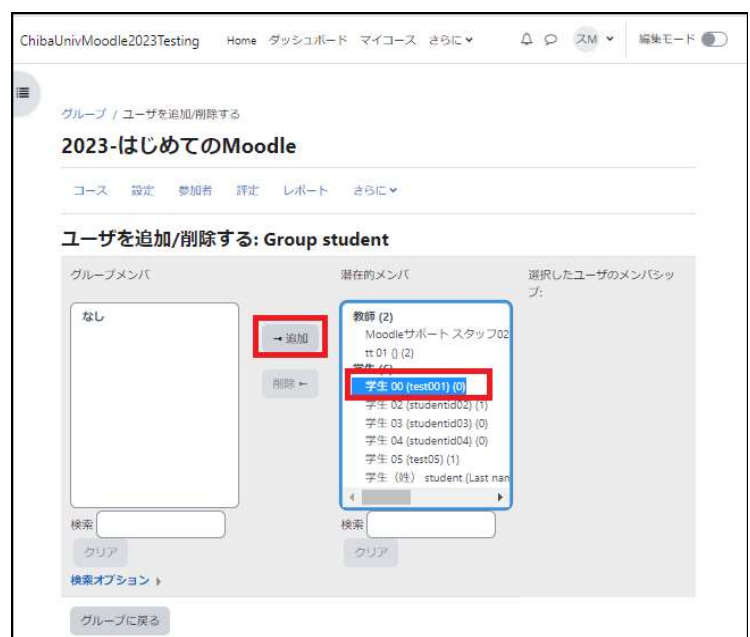 ChibaUnivMoodle2023Testing Home ダッシュボード マイコース さらに スM 編集モード
グループ / ユーザを追加/削除する
2023-はじめてのMoodle
コース 設定 参加者 評定 レポート さらに
ユーザを追加/削除する: Group student
グループメンバ 潜在的メンバ 選択したユーザのメンバシッ
プ:
なし
教師 (2)
Moodleサポート スタッフ02
→ 追加
tt 01 () (2)
学生 (6)
削除 ←
学生 00 (test001) (0)
学生 02 (studentid02) (1)
学生 03 (studentid03) (0)
学生 04 (studentid04) (0)
学生 05 (test05) (1)
学生（姓） student (Last nan
検索 検索
クリア クリア
検索オプション
グループに戻る